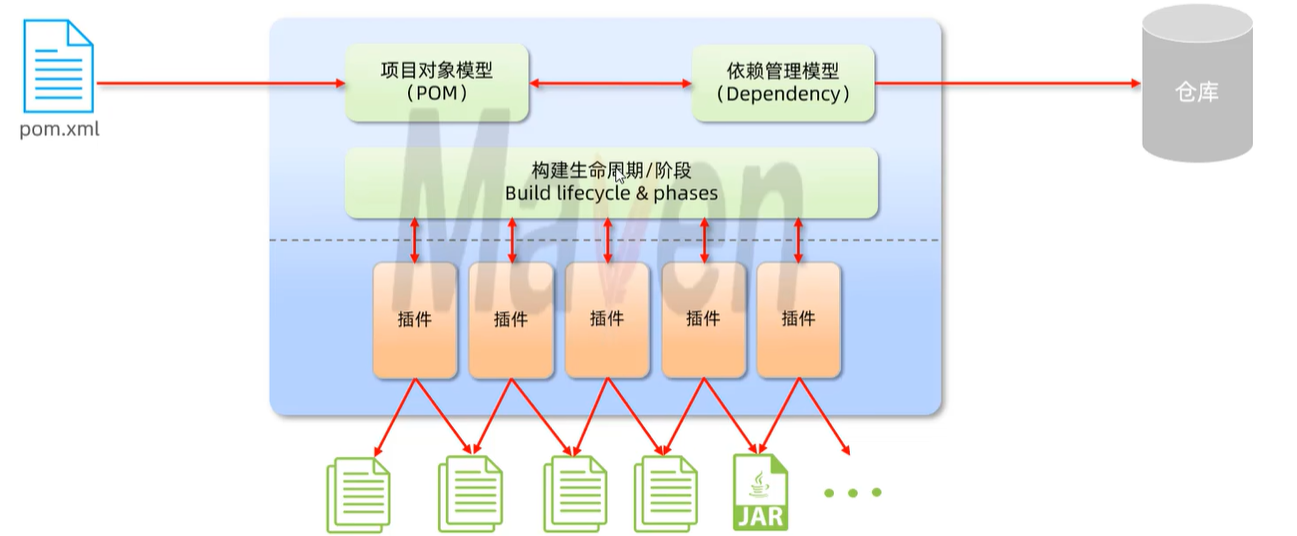 pom.xml
项目对象模型
（POM）
依赖管理模型
（Dependency）
仓库
构建生命周期/阶段
Build lifecycle & phases
Maven
插件
插件
插件
插件
插件
JAR